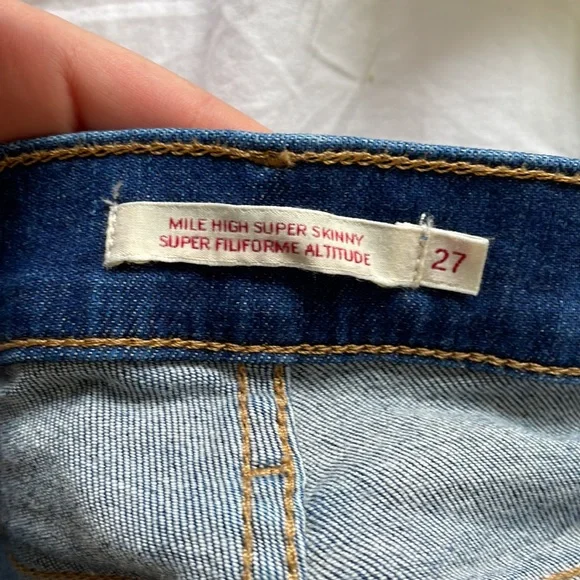 MILE HIGH SUPER SKINNY
SUPER FILIFORME ALTITUDE
27